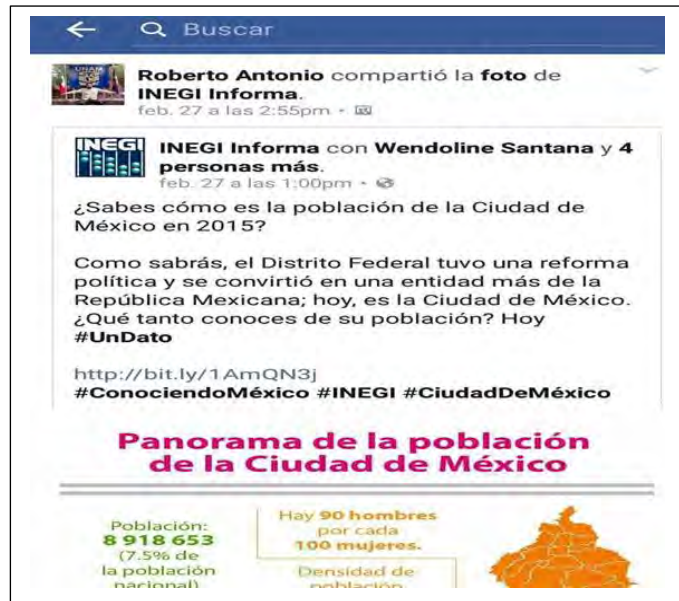 Buscar
Roberto Antonio compartió la foto de
INEGI Informa.
feb. 27 a las 2:55pm •
INEGI
INEGI Informa con Wendoline Santana y 4
personas más.
feb. 27 a las 1:00pm •
¿Sabes cómo es la población de la Ciudad de
México en 2015?
Como sabrás, el Distrito Federal tuvo una reforma
política y se convirtió en una entidad más de la
República Mexicana; hoy, es la Ciudad de México.
¿Qué tanto conoces de su población? Hoy
#UnDato
http://bit.ly/1AmQN3j
#ConociendoMéxico #INEGI #CiudadDeMéxico
Panorama de la población
de la Ciudad de México
Población:
8 918 653
(7.5% de
la población
nacional)
Hay 90 hombres
por cada
100 mujeres.
Densidad de
población